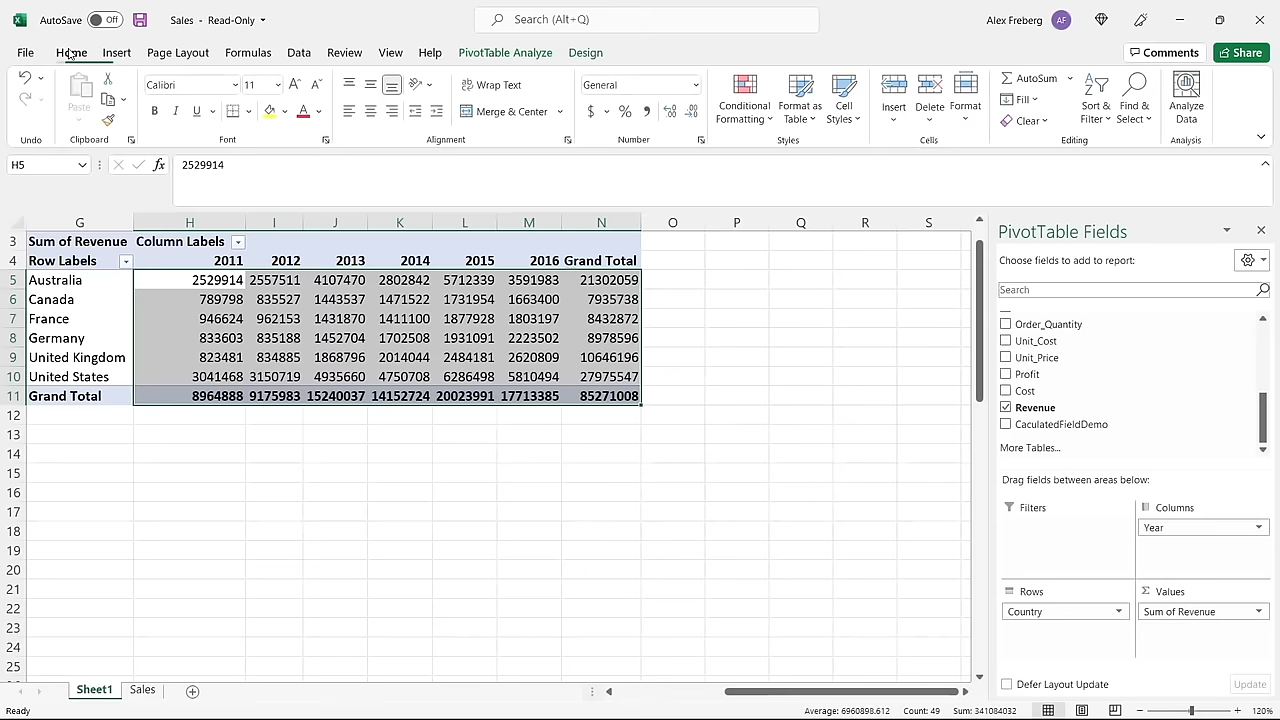 AutoSave Off Sales - Read-Only Search (Alt+Q) Alex Freberg AF
File Home Insert Page Layout Formulas Data Review View Help PivotTable Analyze Design Comments Share
Calibri 11 Wrap Text General
Paste Merge & Center Conditional Formatting Format as Table Cell Styles Insert Delete Format AutoSum Fill Clear Sort & Filter Find & Select Analyze Data
Undo Clipboard Font Alignment Number Styles Cells Editing Analysis
H5 fx 2529914
G H I J K L M N O P Q R S
3 Sum of Revenue Column Labels
4 Row Labels 2011 2012 2013 2014 2015 2016 Grand Total
5 Australia 2529914 2557511 4107470 2802842 5712339 3591983 21302059
6 Canada 789798 835527 1443537 1471522 1731954 1663400 7935738
7 France 946624 962153 1431870 1411100 1877928 1803197 8432872
8 Germany 833603 835188 1452704 1702508 1931091 2223502 8978596
9 United Kingdom 823481 834885 1868796 2014044 2484181 2620809 10646196
10 United States 3041468 3150719 4935660 4750708 6286498 5810494 27975547
11 Grand Total 8964888 9175983 15240037 14152724 20023991 17713385 85271008
12
13
14
15
16
17
18
19
20
21
22
23
24
25
PivotTable Fields
Choose fields to add to report:
Search
Order_Quantity
Unit_Cost
Unit_Price
Profit
Cost
Revenue
CaculatedFieldDemo
More Tables...
Drag fields between areas below:
Filters Columns
Year
Rows Σ Values
Country Sum of Revenue
Defer Layout Update Update
Sheet1 Sales
Ready Average: 6960898.612 Count: 49 Sum: 341084032 120%